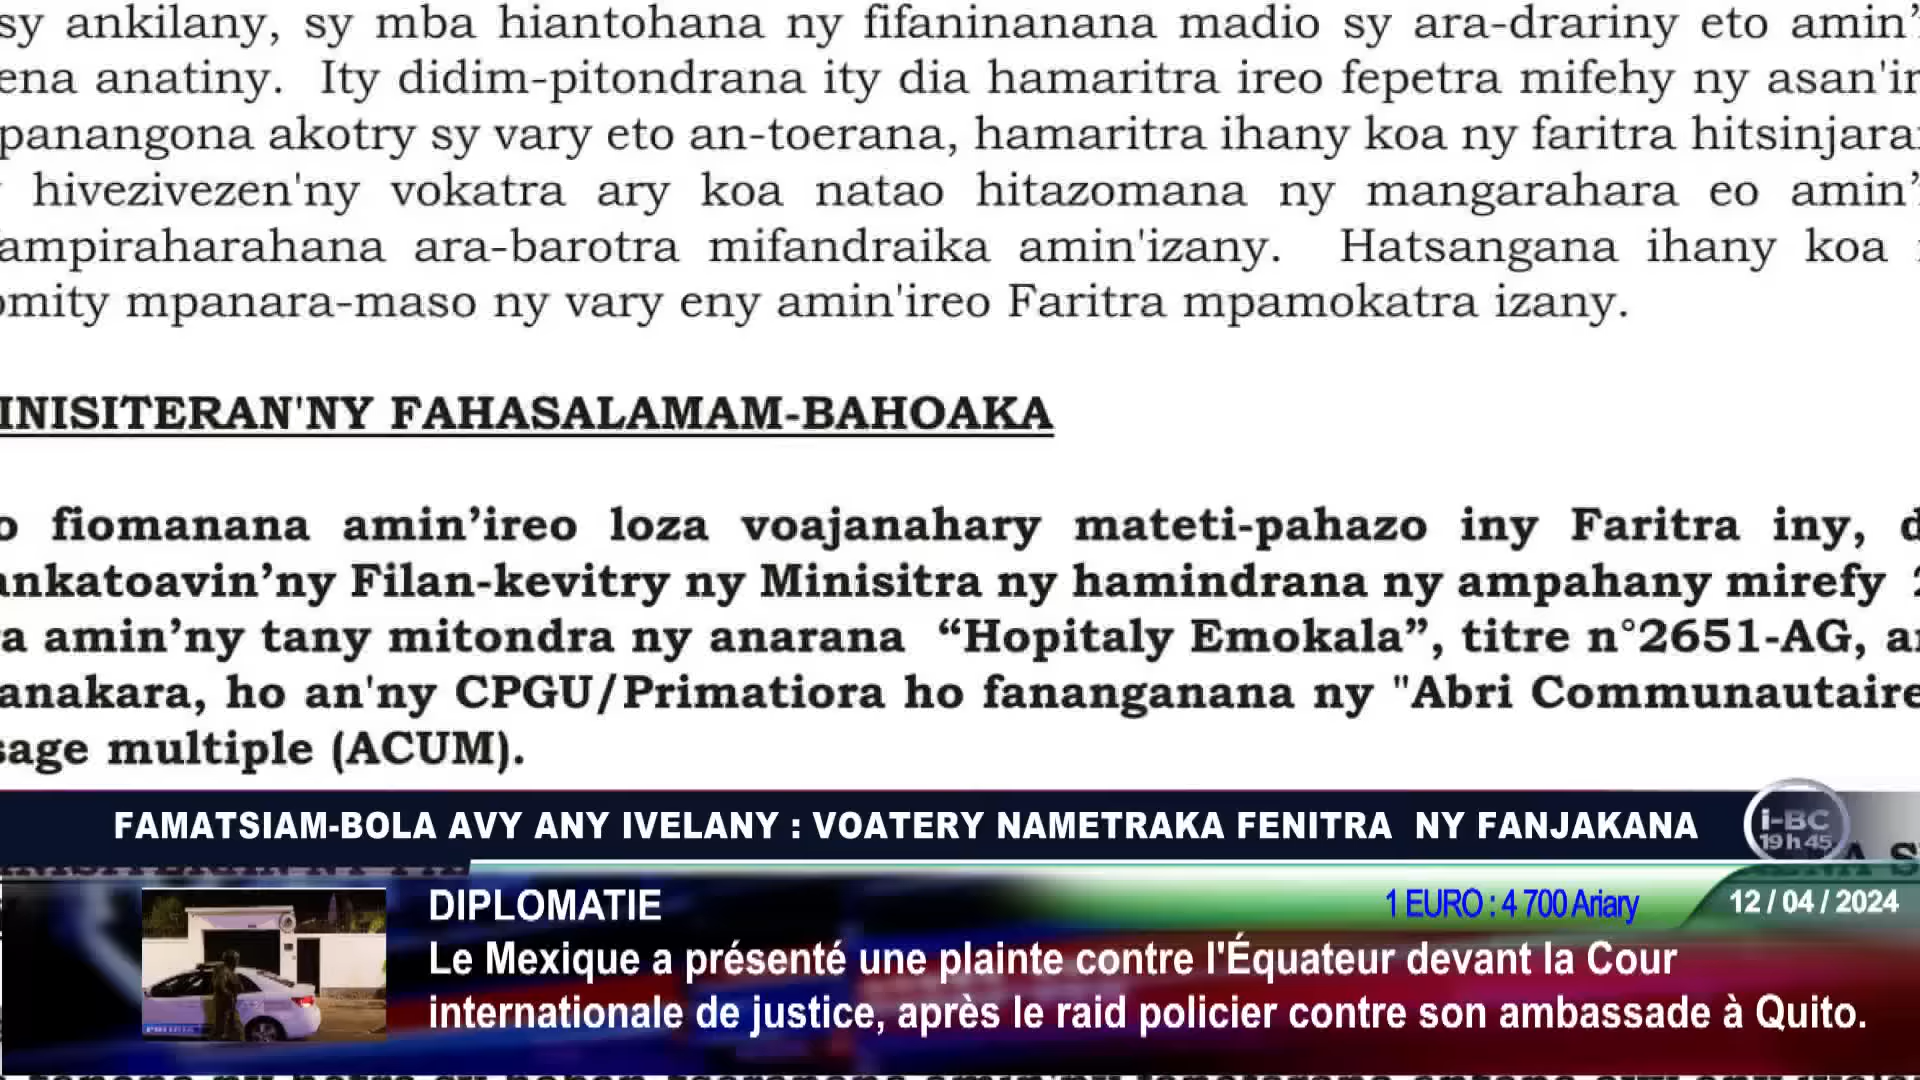 sy ankilany, sy mba hiantohana ny fifaninanana madio sy ara-drariny eto amin'
anatiny. Ity didim-pitondrana ity dia hamaritra ireo fepetra mifehy ny
panangona akotry sy vary eto an-toerana, hamaritra ihany koa ny faritra
hivezivezen'ny vokatra ary koa natao hitazomana ny mangarahara eo amin'
ampiraharahana ara-barotra mifandraika amin'izany. Hatsangana ihany koa
omity mpanara-maso ny vary eny amin'ireo Faritra mpamokatra izany.
INISITERAN'NY FAHASALAMAM-BAHOAKA
fiomanana amin’ireo loza voajanahary mateti-pahazo iny Faritra iny,
ankatoavin’ny Filan-kevitry ny Minisitra ny hamindrana ny ampahany mirefy
amin’ny tany mitondra ny anarana “Hopitaly Emokala”, titre n°2651-AG,
anakara, ho an'ny CPGU/Primatiora ho fananganana ny "Abri Communautaire
sage multiple (ACUM).
FAMATSIAM-BOLA AVY ANY IVELANY : VOATERY NAMETRAKA FENITRA NY FANJAKANA
i-BC
19h45
DIPLOMATIE
1 EURO : 4 700 Ariary
12 / 04 / 2024
Le Mexique a présenté une plainte contre l'Équateur devant la Cour
internationale de justice, après le raid policier contre son ambassade à Quito.